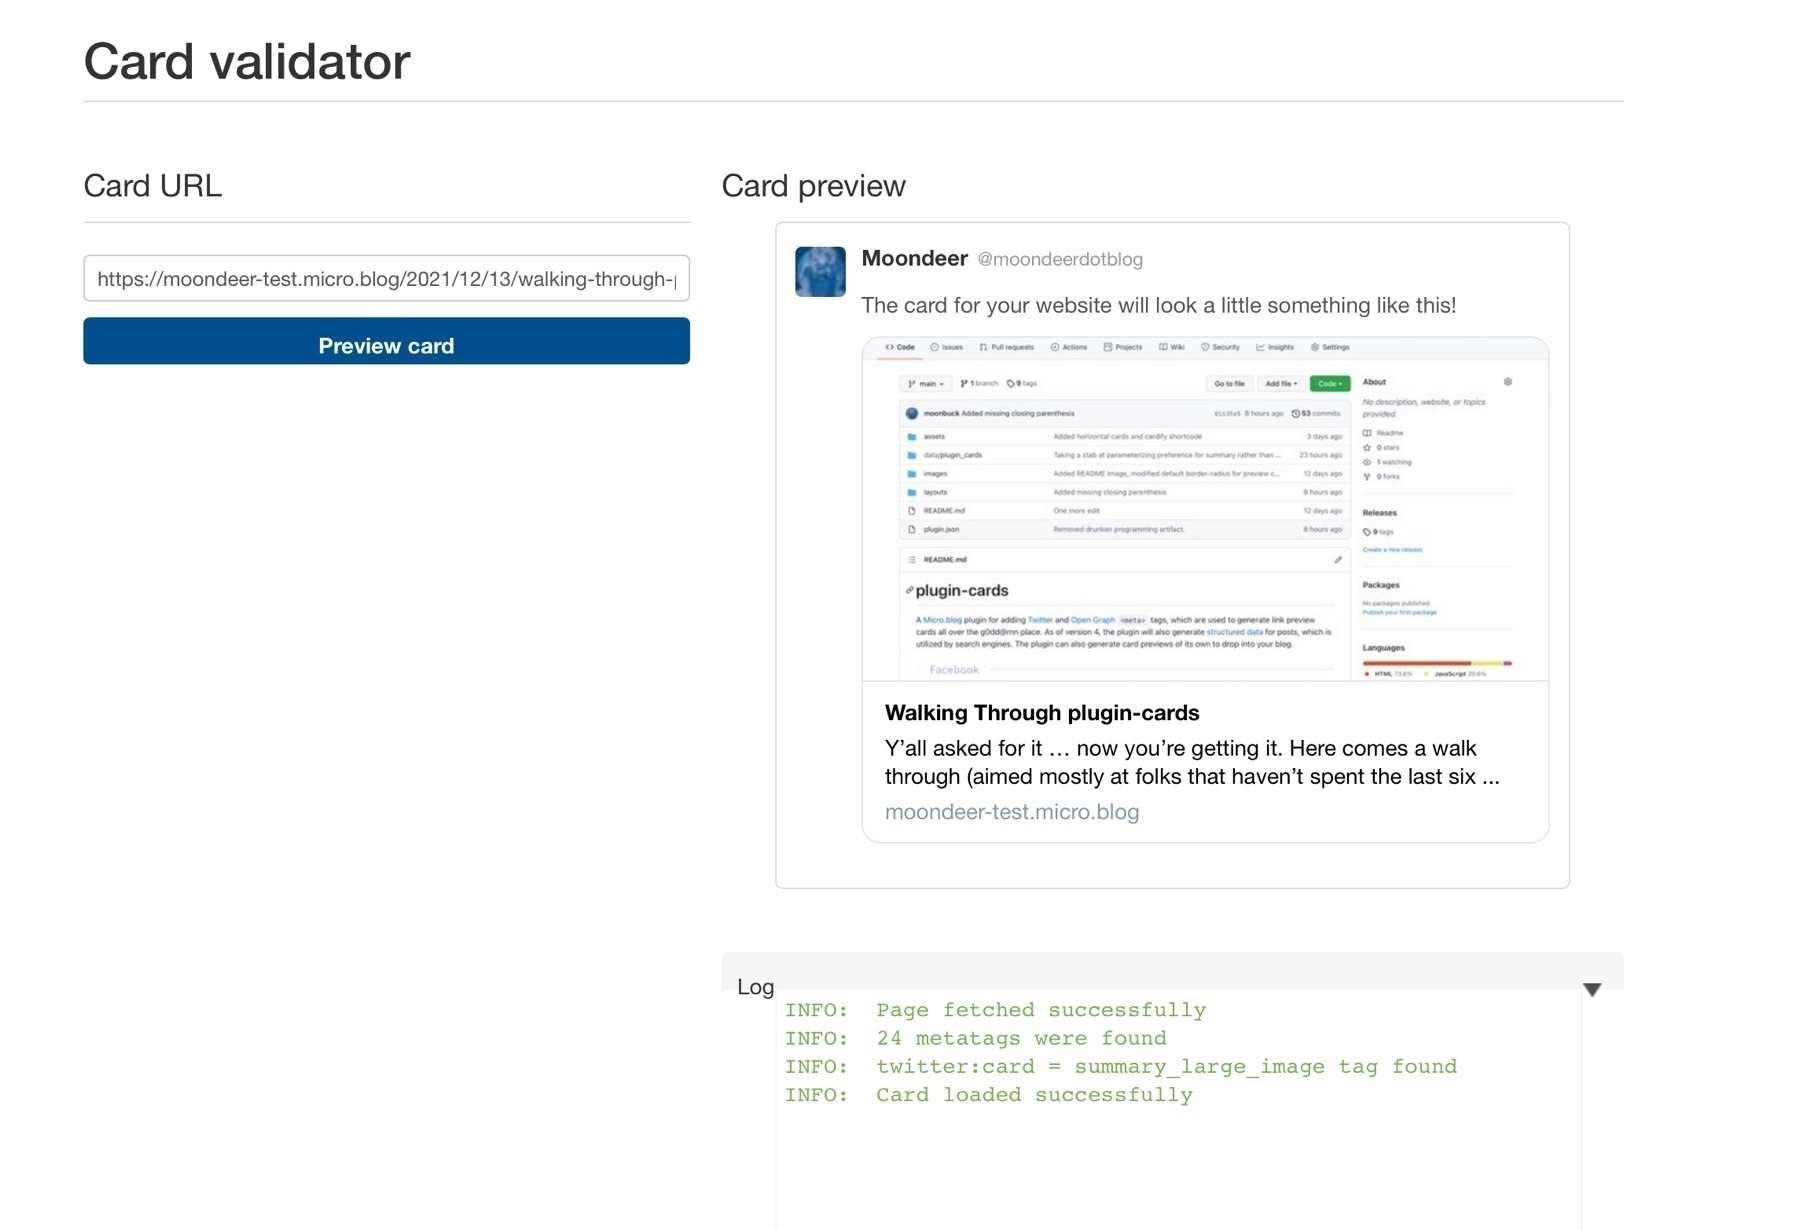 Card validator
Card URL
https://moondeer-test.micro.blog/2021/12/13/walking-through-
Preview card
Card preview
Moondeer @moondeerdotblog
The card for your website will look a little something like this!
Code Issues Pull requests Actions Projects Wiki Security Insights Settings
main 1 branch 9 tags Go to file Add file Code
moonbuck Added missing closing parenthesis 8 hours ago 53 commits
assets Added horizontal cards and cardify shortcode 3 days ago
data/plugin_cards Taking a stab at parameterizing preference for summary rather than... 23 hours ago
images Added README image, modified default border-radius for preview c... 12 days ago
layouts Added missing closing parenthesis 8 hours ago
README.md One more edit 12 days ago
plugin.json Removed drunken programming artifact. 8 hours ago
README.md
plugin-cards
A Micro.blog plugin for adding Twitter and Open Graph <meta> tags, which are used to generate link preview
cards all over the g0dd@mn place. As of version 4, the plugin will also generate structured data for posts, which is
utilized by search engines. The plugin can also generate card previews of its own to drop into your blog.
Facebook
About
No description, website, or topics
provided.
Readme
0 stars
1 watching
0 forks
Releases
9 tags
Create a new release
Packages
No packages published
Publish your first package
Languages
HTML 73.6% JavaScript 20.6%
Walking Through plugin-cards
Y’all asked for it … now you’re getting it. Here comes a walk
through (aimed mostly at folks that haven’t spent the last six ...
moondeer-test.micro.blog
Log
INFO: Page fetched successfully
INFO: 24 metatags were found
INFO: twitter:card = summary_large_image tag found
INFO: Card loaded successfully